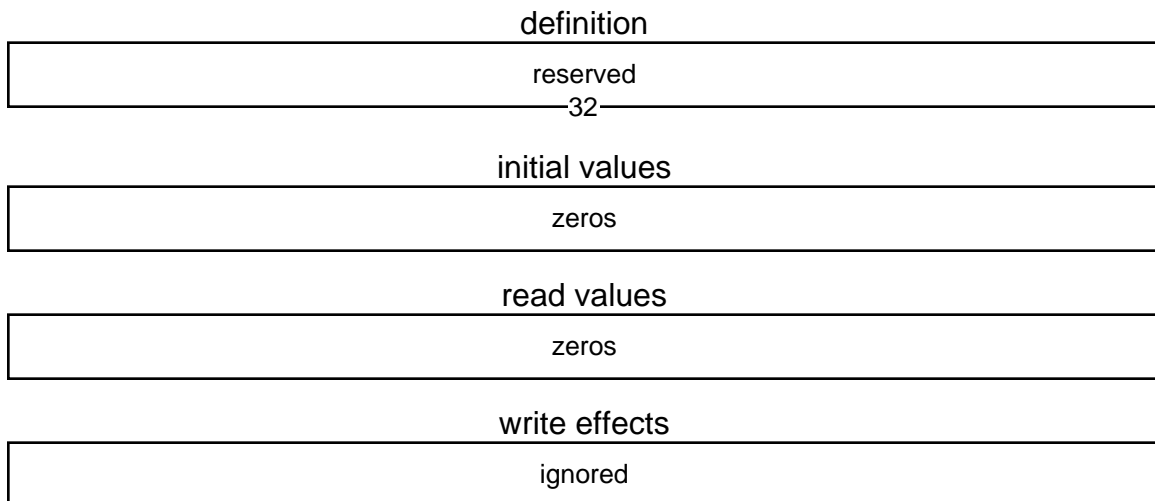 definition
reserved
32
initial values
zeros
read values
zeros
write effects
ignored